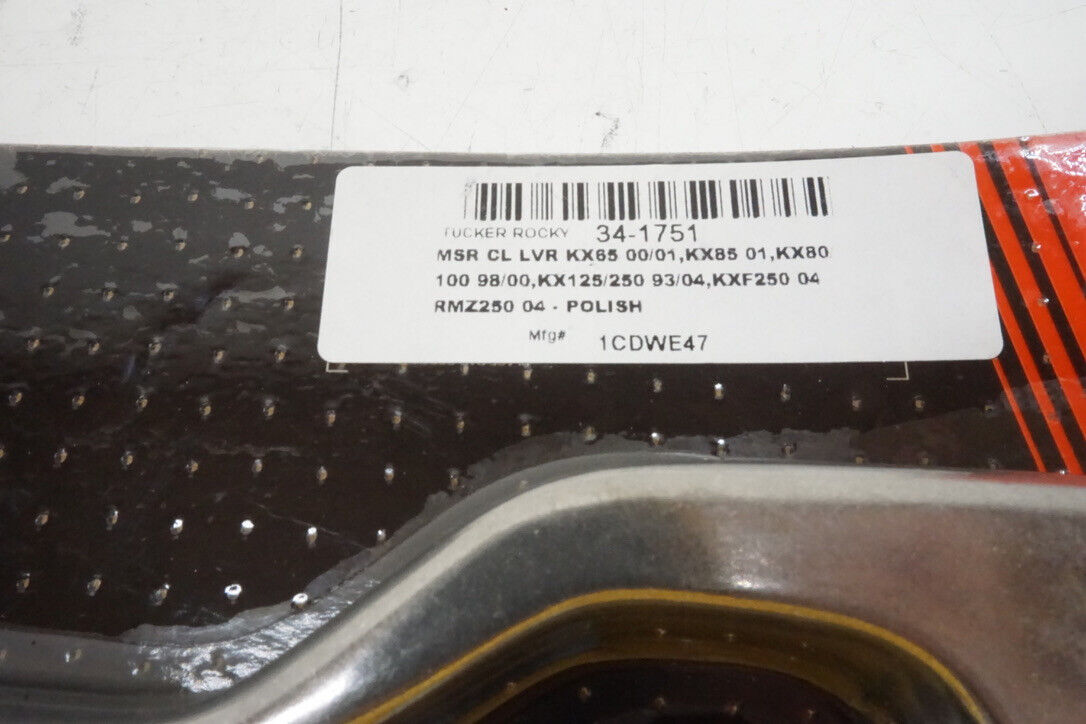 TUCKER ROCKY 34-1751
MSR CL LVR KX65 00/01,KX85 01,KX80
100 98/00,KX125/250 93/04,KXF250 04
RMZ250 04 - POLISH
Mfg# 1CDWE47